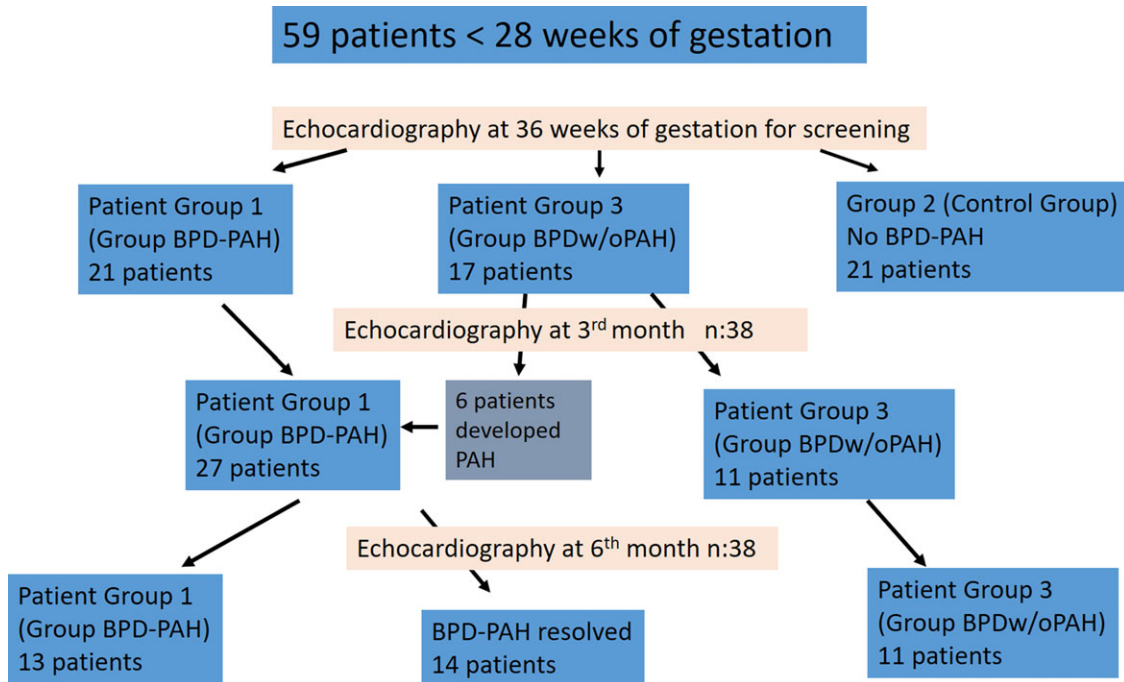 59 patients < 28 weeks of gestation
Echocardiography at 36 weeks of gestation for screening
Patient Group 1
(Group BPD-PAH)
21 patients
Patient Group 3
(Group BPDw/oPAH)
17 patients
Group 2 (Control Group)
No BPD-PAH
21 patients
Echocardiography at 3rd month n:38
Patient Group 1
(Group BPD-PAH)
27 patients
6 patients
developed
PAH
Patient Group 3
(Group BPDw/oPAH)
11 patients
Echocardiography at 6th month n:38
Patient Group 1
(Group BPD-PAH)
13 patients
BPD-PAH resolved
14 patients
Patient Group 3
(Group BPDw/oPAH)
11 patients